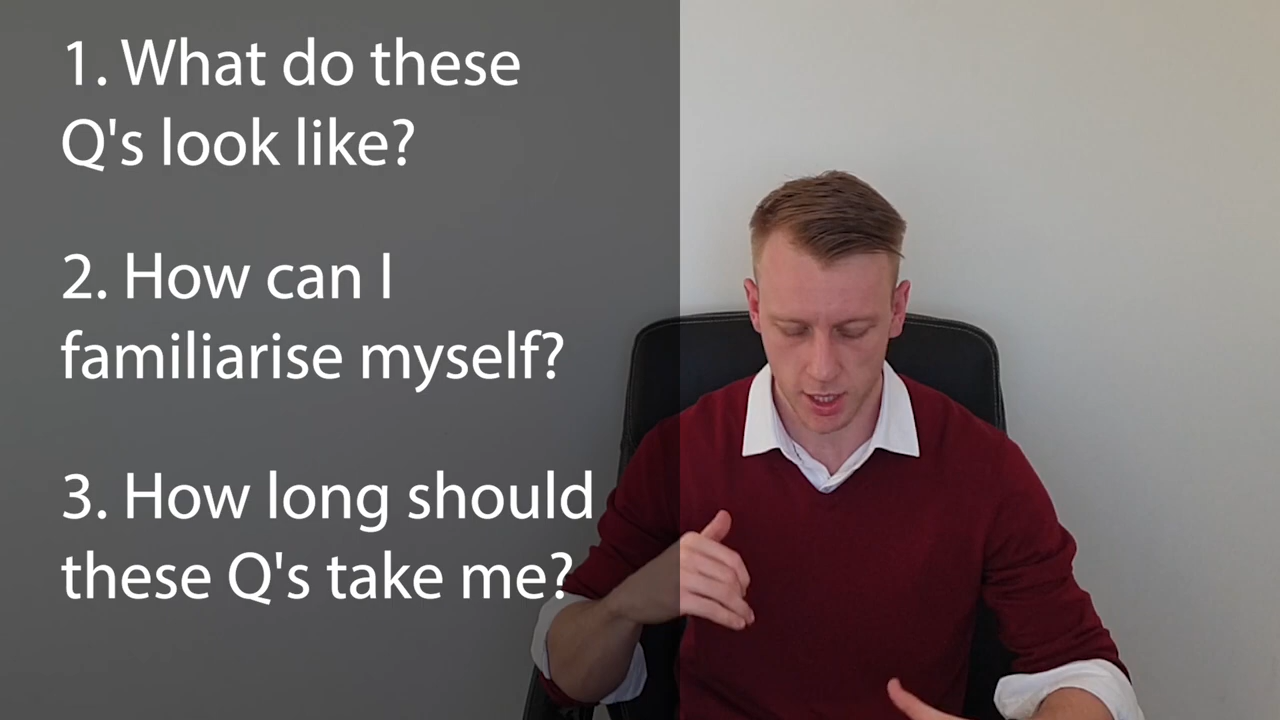 1. What do these
Q's look like?
2. How can I
familiarise myself?
3. How long should
these Q's take me?